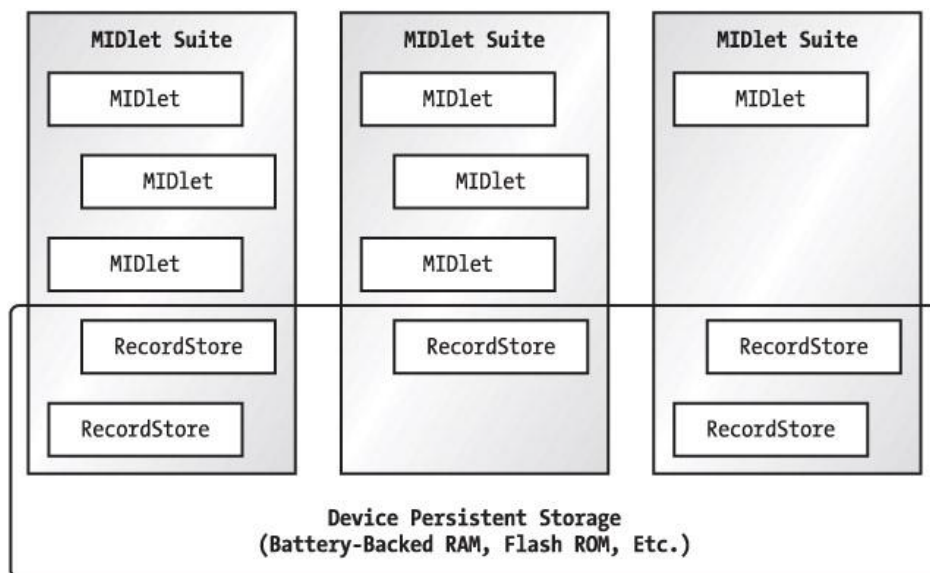 MIDlet Suite
MIDlet
MIDlet
MIDlet
RecordStore
RecordStore
MIDlet Suite
MIDlet
MIDlet
MIDlet
RecordStore
MIDlet Suite
MIDlet
RecordStore
RecordStore
Device Persistent Storage
(Battery-Backed RAM, Flash ROM, Etc.)